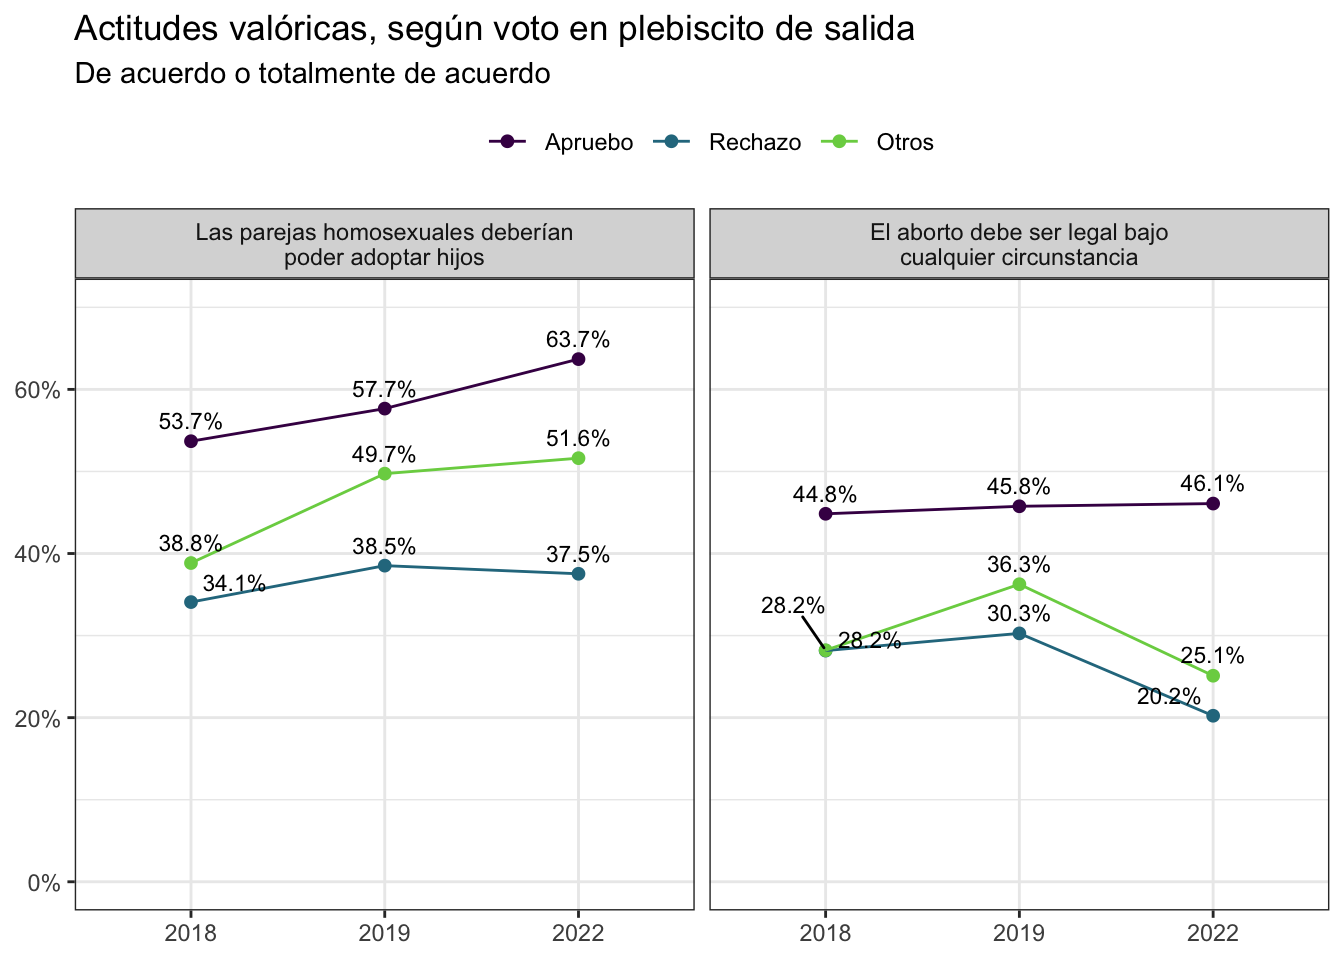 Actitudes valóricas, según voto en plebiscito de salida
De acuerdo o totalmente de acuerdo
Apruebo Rechazo Otros
Las parejas homosexuales deberían
poder adoptar hijos
El aborto debe ser legal bajo
cualquier circunstancia
63.7%
57.7%
53.7%
51.6%
49.7%
38.8%
38.5%
37.5%
34.1%
44.8%
45.8%
46.1%
36.3%
28.2%
30.3%
28.2%
25.1%
20.2%
60%
40%
20%
0%
2018 2019 2022
2018 2019 2022